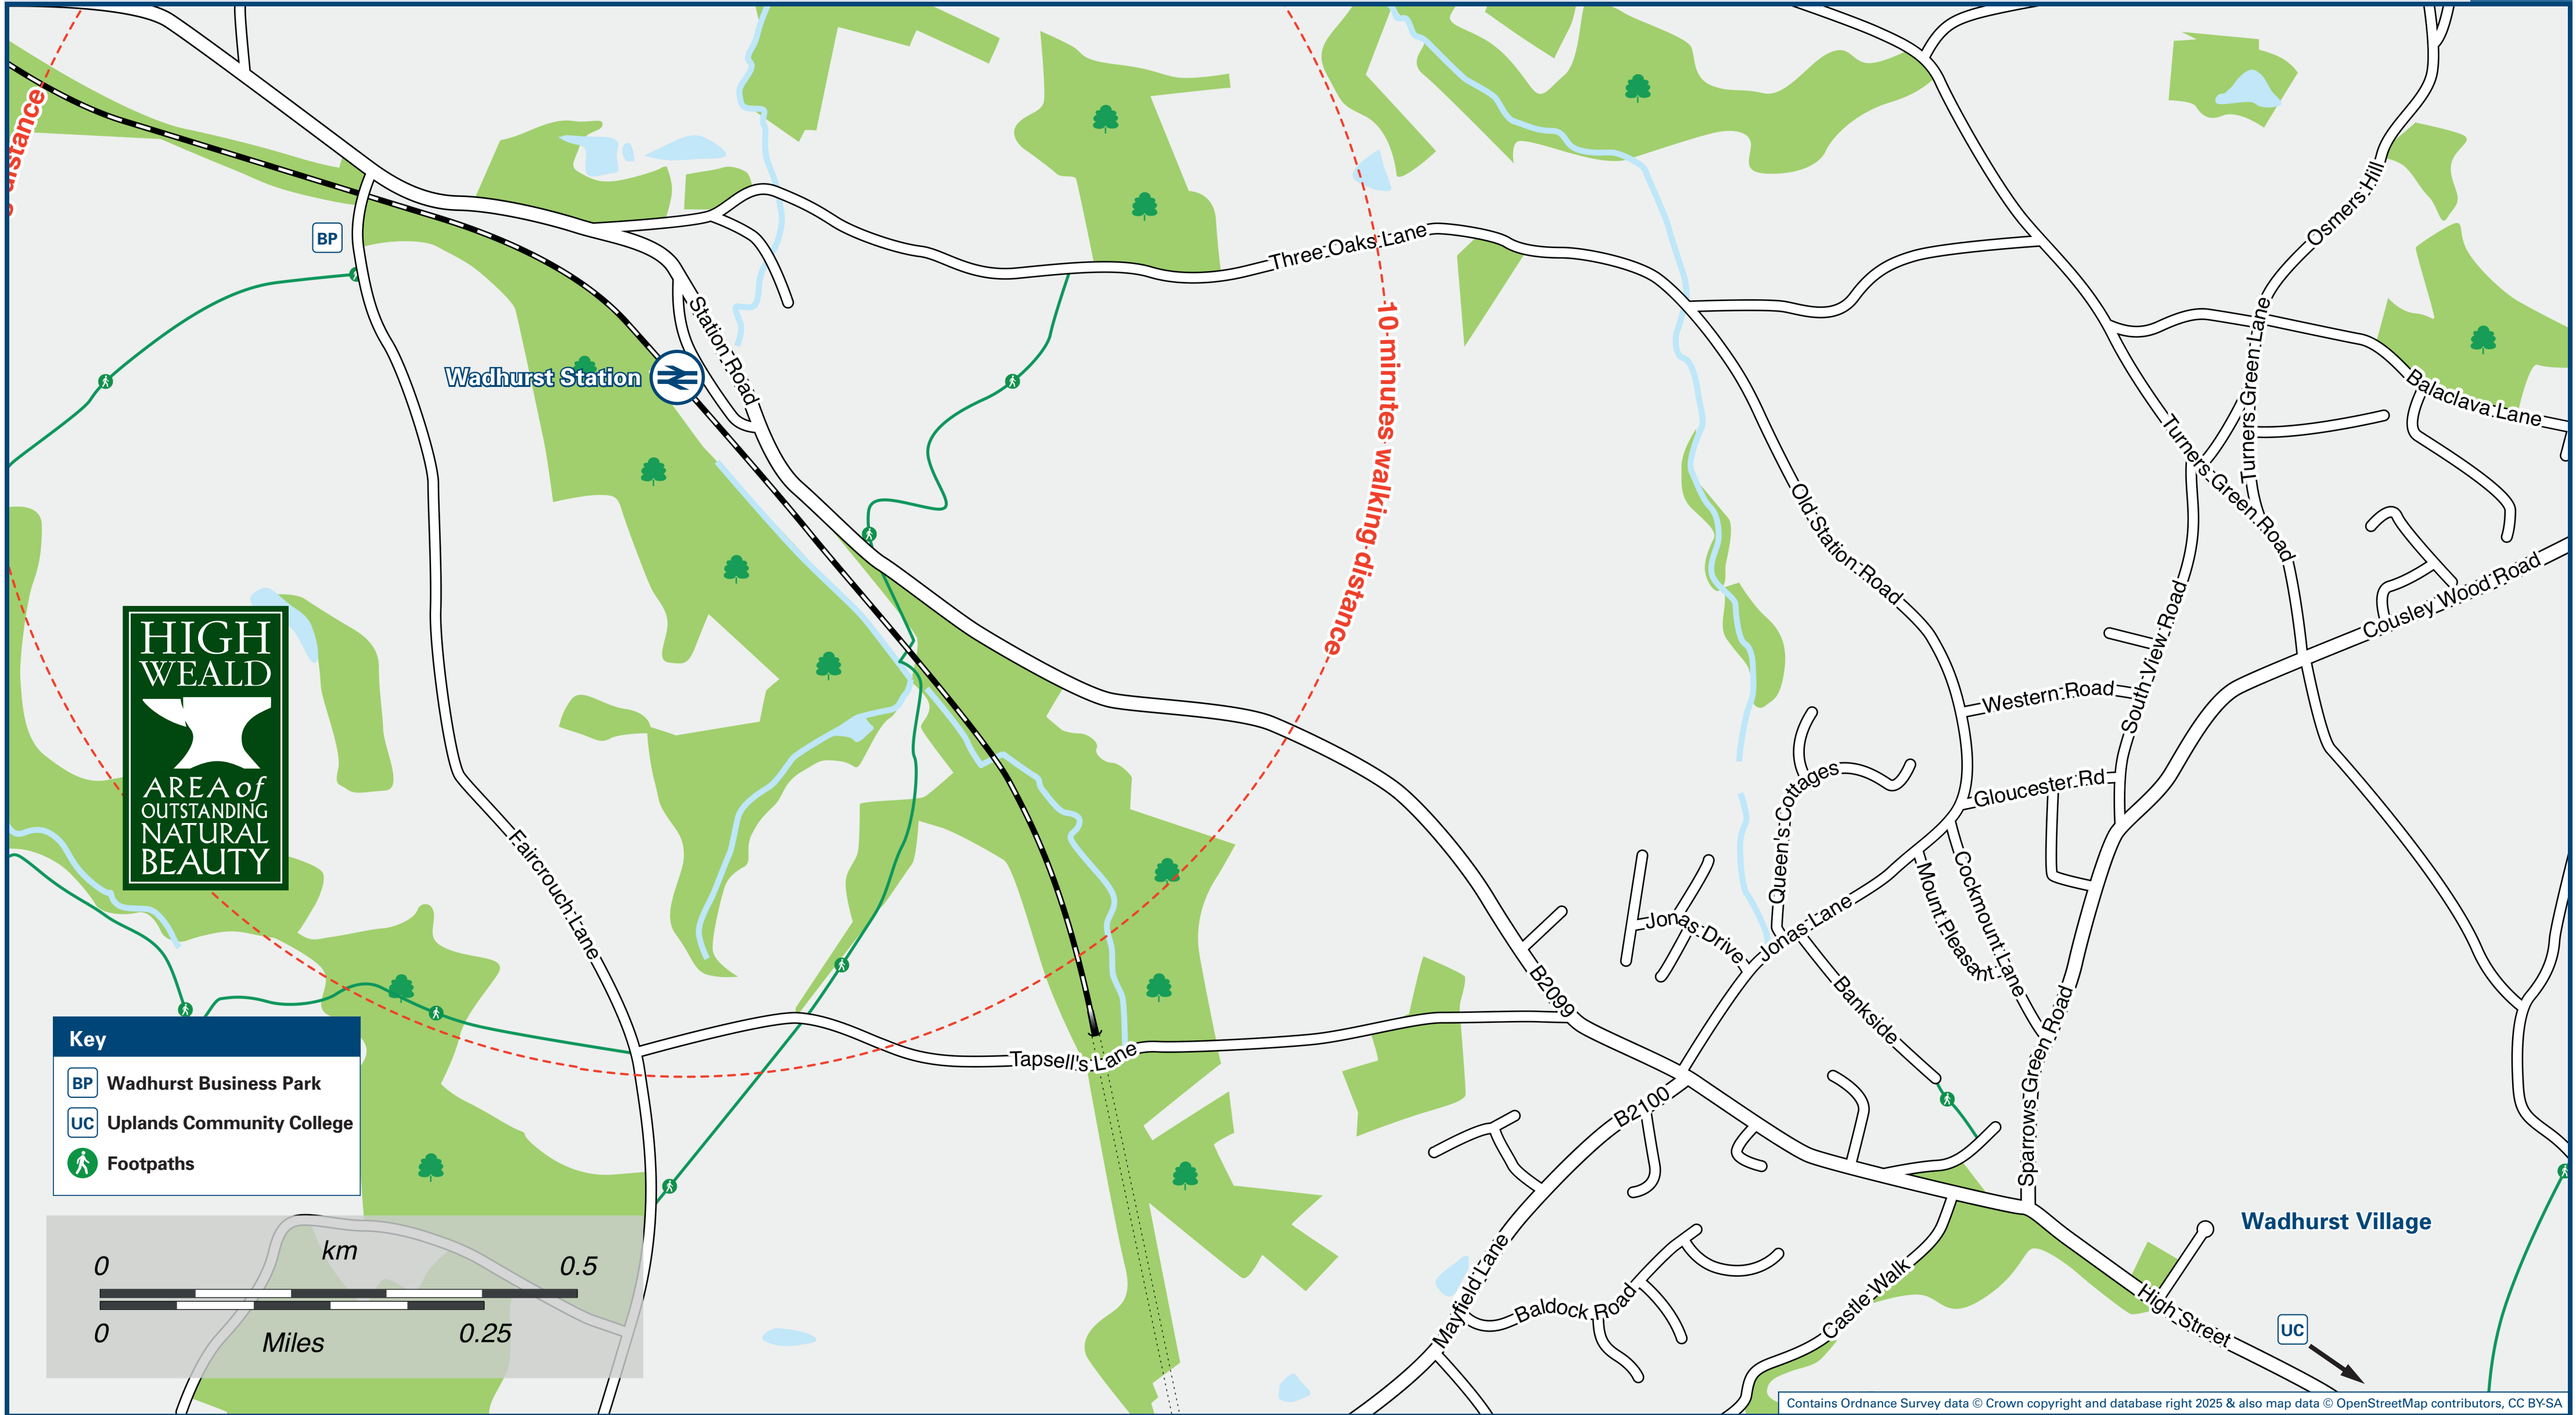 distance
BP
Three Oaks Lane
Osmers Hill
Station Road
Wadhurst Station
10 minutes walking distance
Turners Green Lane
Turners Green Lane
Balaclava Lane
Turners Green Road
Old Station Road
Cousley Wood Road
South View Road
Western Road
Gloucester Rd
HIGH
WEALD
AREA of
OUTSTANDING
NATURAL
BEAUTY
Faircrouch Lane
Queen's Cottages
Jonas Drive
Jonas Lane
Mount Pleasant
Cockmount Lane
Bankside
B2099
Tapsell's Lane
B2100
Sparrows Green Road
Key
BP Wadhurst Business Park
UC Uplands Community College
Footpaths
Wadhurst Village
Mayfield Lane
Baldock Road
Castle Walk
High Street
UC
km
0 0.5
0 0.25
Miles
Contains Ordnance Survey data © Crown copyright and database right 2025 & also map data © OpenStreetMap contributors, CC BY-SA